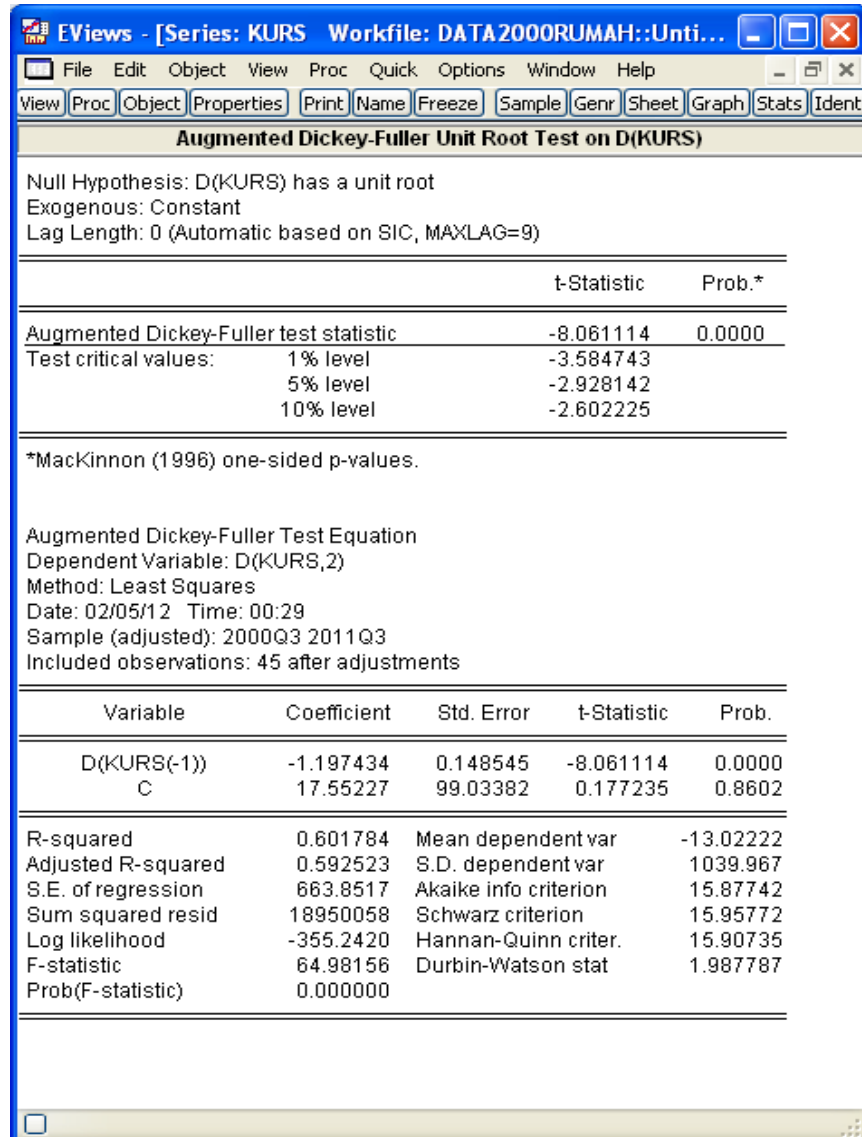 EViews - [Series: KURS Workfile: DATA2000RUMAH::Unti...
File Edit Object View Proc Quick Options Window Help
View Proc Object Properties Print Name Freeze Sample Genr Sheet Graph Stats Ident
Augmented Dickey-Fuller Unit Root Test on D(KURS)
Null Hypothesis: D(KURS) has a unit root
Exogenous: Constant
Lag Length: 0 (Automatic based on SIC, MAXLAG=9)
t-Statistic Prob.*
Augmented Dickey-Fuller test statistic -8.061114 0.0000
Test critical values: 1% level -3.584743
5% level -2.928142
10% level -2.602225
*MacKinnon (1996) one-sided p-values.
Augmented Dickey-Fuller Test Equation
Dependent Variable: D(KURS,2)
Method: Least Squares
Date: 02/05/12 Time: 00:29
Sample (adjusted): 2000Q3 2011Q3
Included observations: 45 after adjustments
Variable Coefficient Std. Error t-Statistic Prob.
D(KURS(-1)) -1.197434 0.148545 -8.061114 0.0000
C 17.55227 99.03382 0.177235 0.8602
R-squared 0.601784 Mean dependent var -13.02222
Adjusted R-squared 0.592523 S.D. dependent var 1039.967
S.E. of regression 663.8517 Akaike info criterion 15.87742
Sum squared resid 18950058 Schwarz criterion 15.95772
Log likelihood -355.2420 Hannan-Quinn criter. 15.90735
F-statistic 64.98156 Durbin-Watson stat 1.987787
Prob(F-statistic) 0.000000